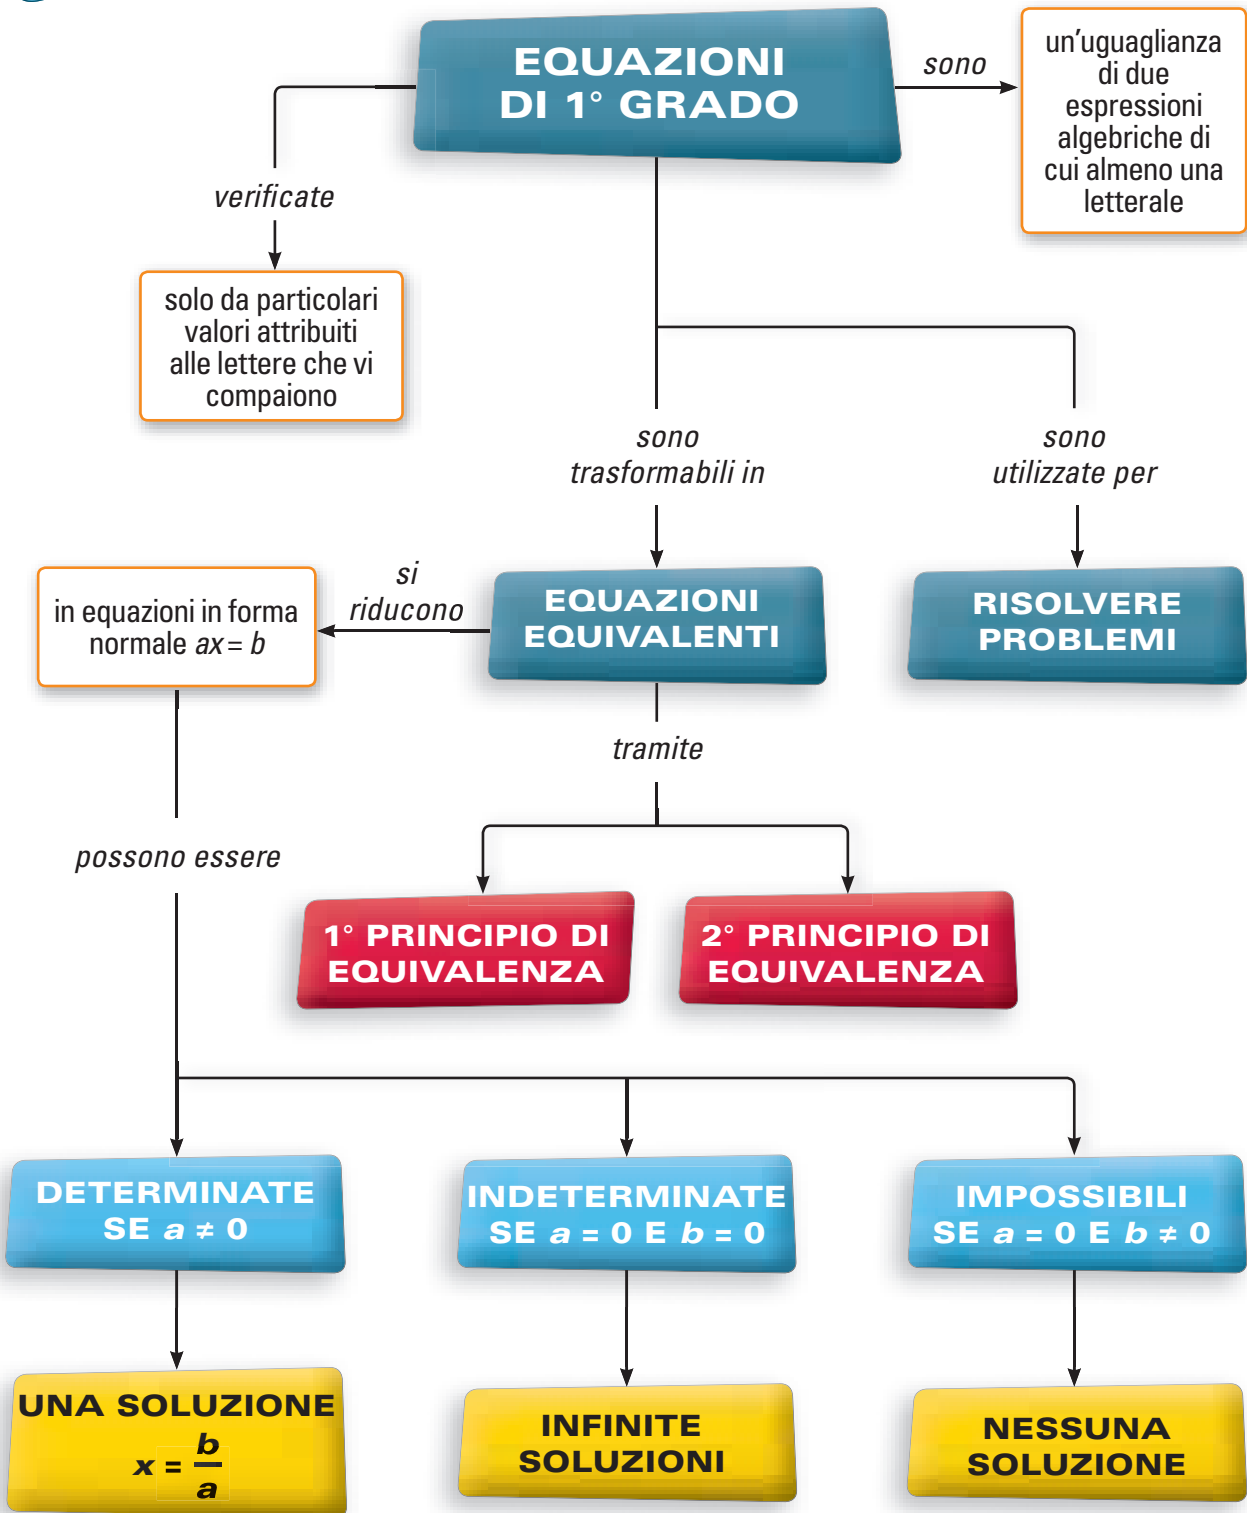 EQUAZIONI
DI 1° GRADO
sono
un'uguaglianza
di due
espressioni
algebriche di
cui almeno una
letterale
verificate
solo da particolari
valori attribuiti
alle lettere che vi
compaiono
sono
trasformabili in
sono
utilizzate per
EQUAZIONI
EQUIVALENTI
RISOLVERE
PROBLEMI
si
riducono
in equazioni in forma
normale ax = b
tramite
1° PRINCIPIO DI
EQUIVALENZA
2° PRINCIPIO DI
EQUIVALENZA
possono essere
DETERMINATE
SE a ≠ 0
INDETERMINATE
SE a = 0 E b = 0
IMPOSSIBILI
SE a = 0 E b ≠ 0
UNA SOLUZIONE
x = b/a
INFINITE
SOLUZIONI
NESSUNA
SOLUZIONE